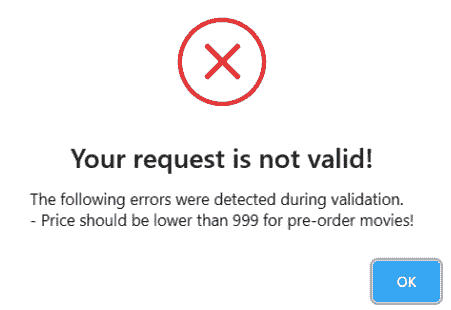 Your request is not valid!
The following errors were detected during validation.
- Price should be lower than 999 for pre-order movies!
OK